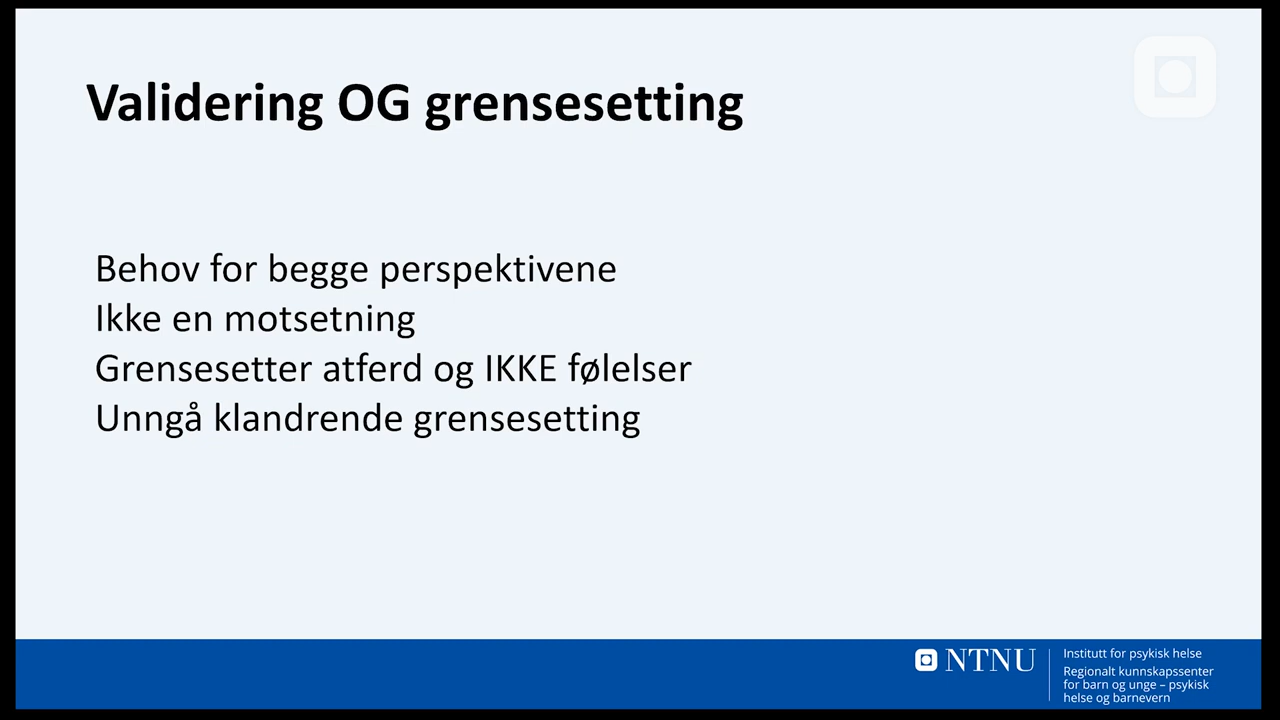 Validering OG grensesetting
Behov for begge perspektivene
Ikke en motsetning
Grensesetter atferd og IKKE følelser
Unngå klandrende grensesetting
NTNU
Institutt for psykisk helse
Regionalt kunnskapssenter
for barn og unge – psykisk
helse og barnevern